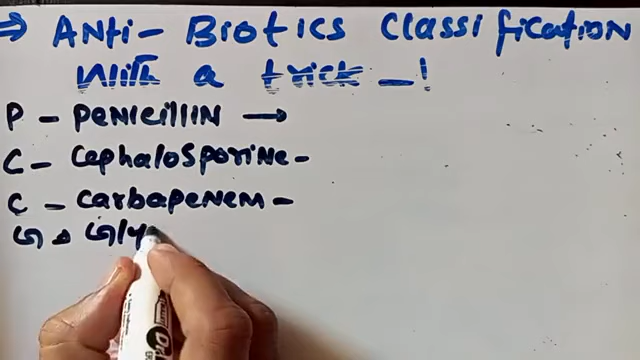 ⇒ Anti-Biotics Classification
with a trick -!
P - Penicillin →
C - Cephalosporine -
C - Carbapenem -
G - Gly